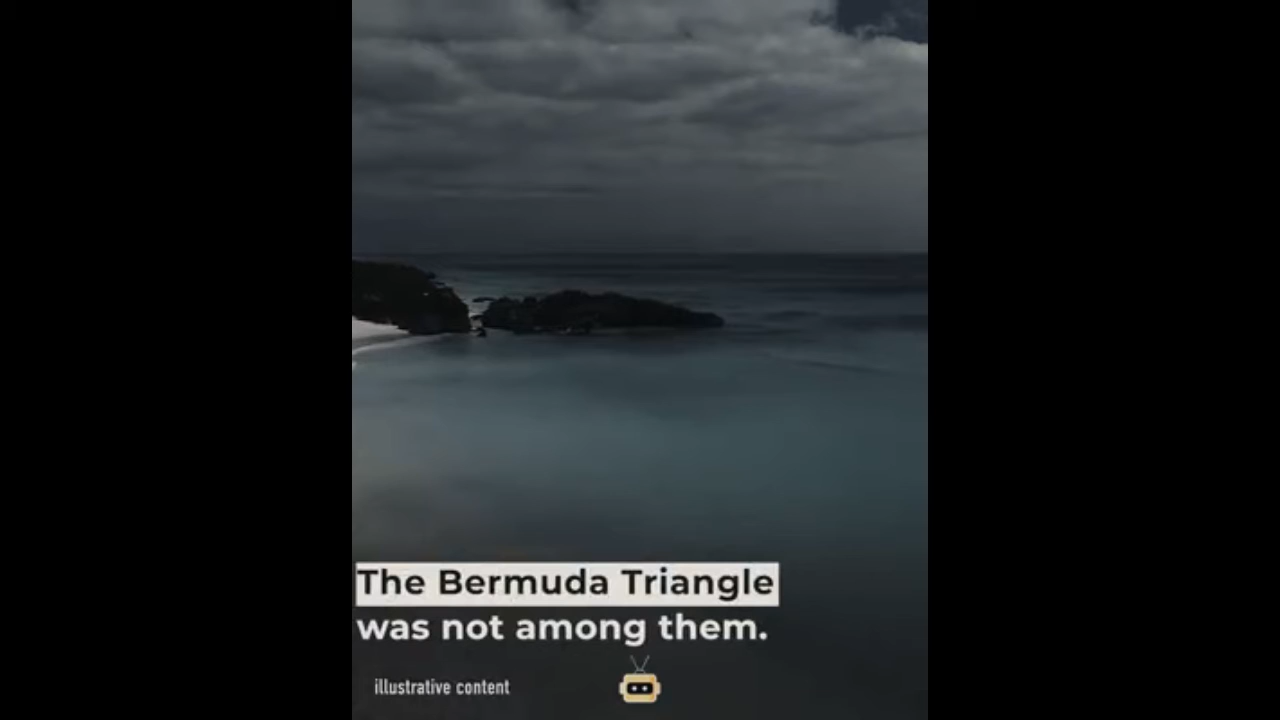 The Bermuda Triangle
was not among them.
illustrative content